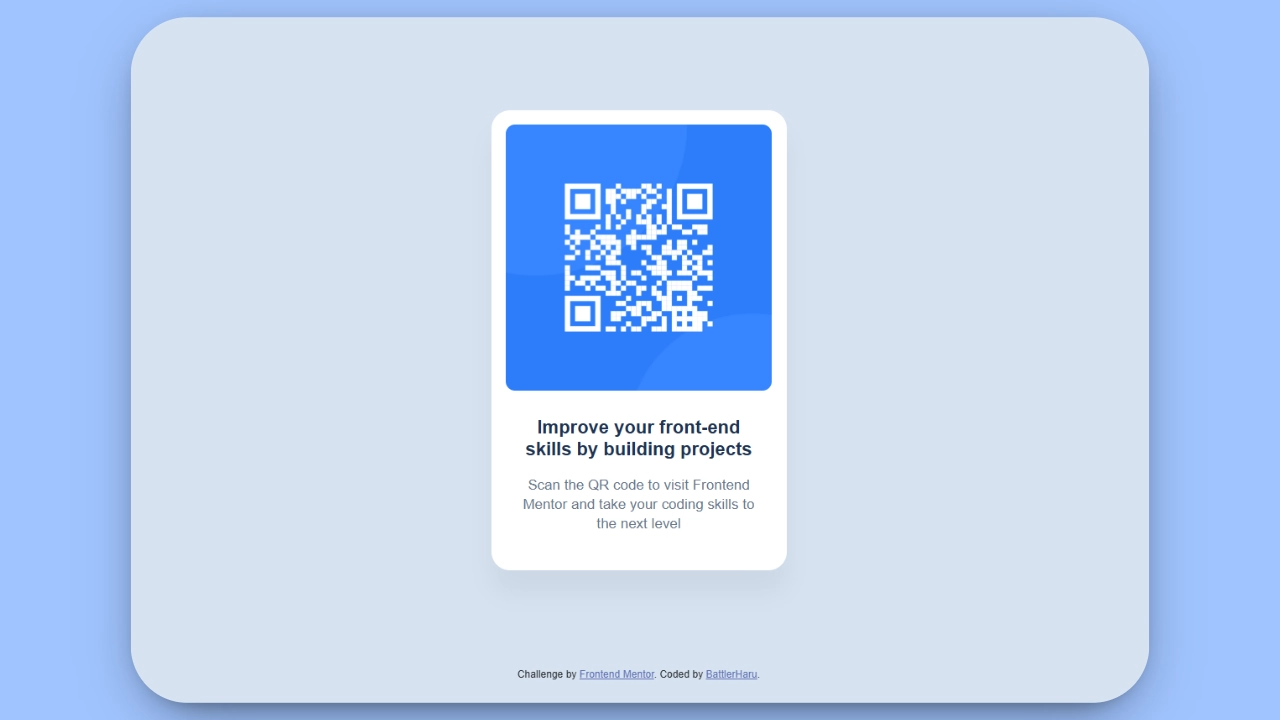 Improve your front-end
skills by building projects
Scan the QR code to visit Frontend
Mentor and take your coding skills to
the next level
Challenge by Frontend Mentor. Coded by BattlerHaru.